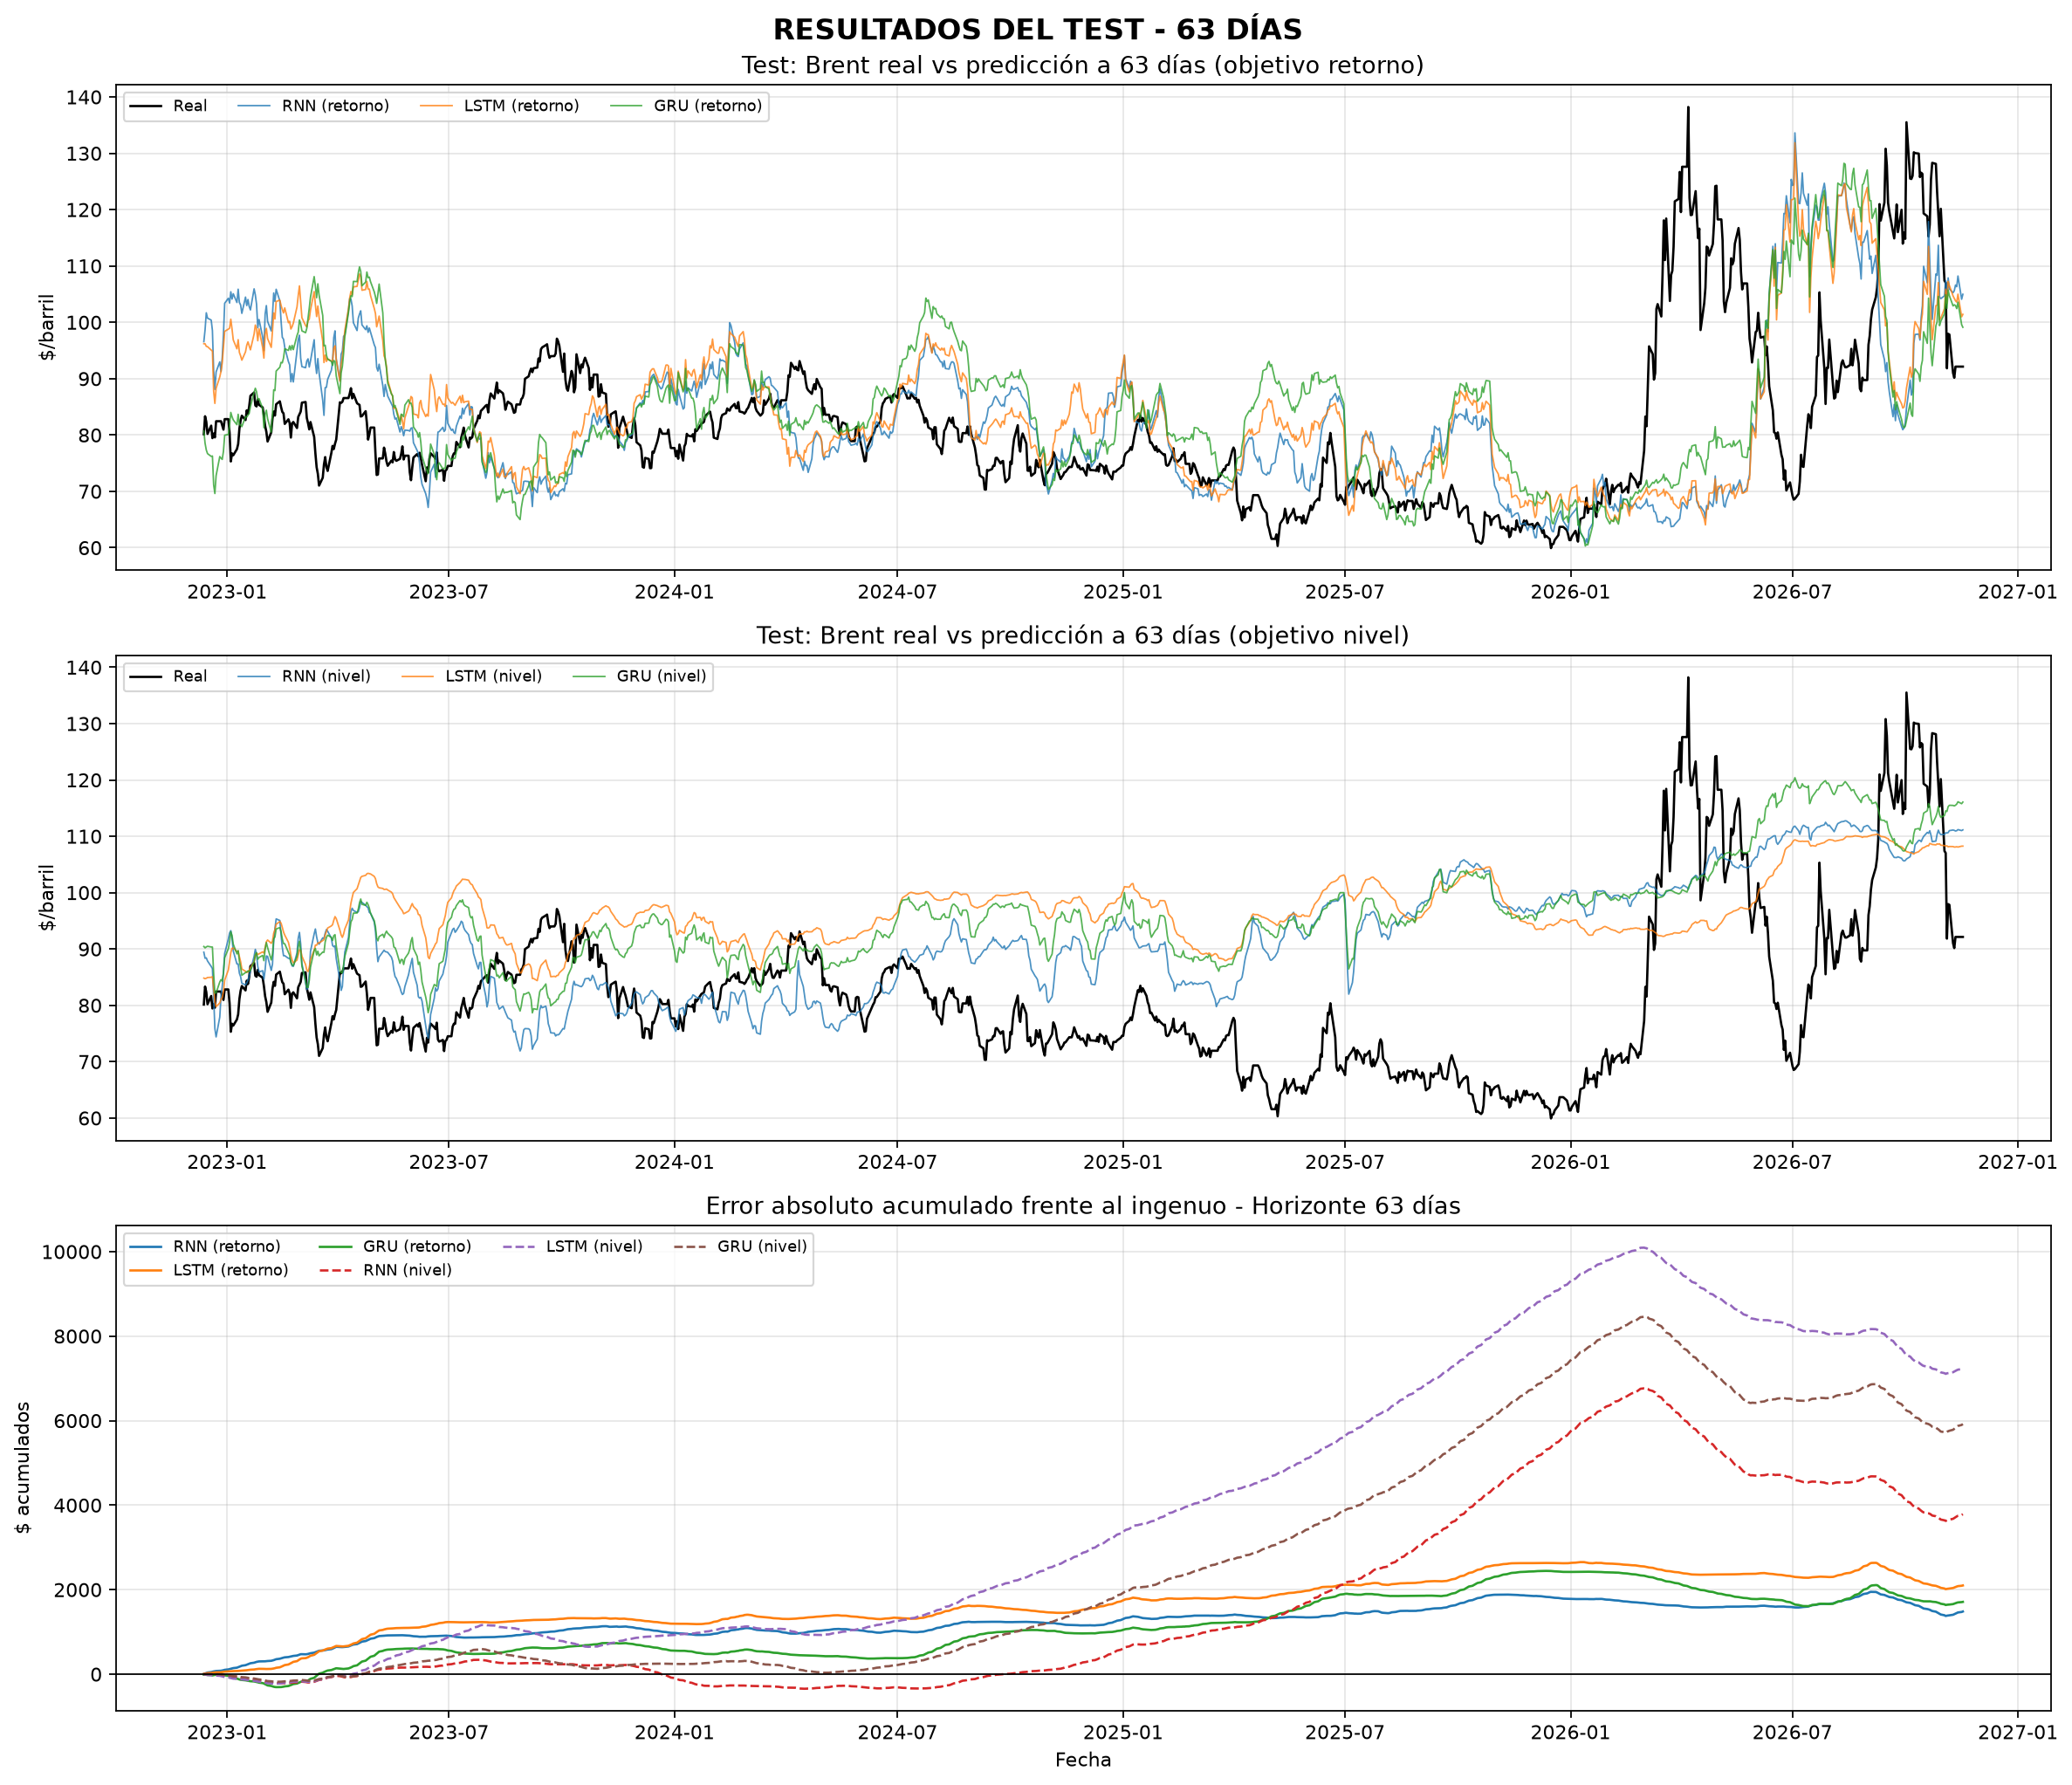 RESULTADOS DEL TEST - 63 DÍAS
Test: Brent real vs predicción a 63 días (objetivo retorno)
Real RNN (retorno) LSTM (retorno) GRU (retorno)
140
130
120
110
100
90
80
70
60
$/barril
2023-01 2023-07 2024-01 2024-07 2025-01 2025-07 2026-01 2026-07 2027-01
Test: Brent real vs predicción a 63 días (objetivo nivel)
Real RNN (nivel) LSTM (nivel) GRU (nivel)
140
130
120
110
100
90
80
70
60
$/barril
2023-01 2023-07 2024-01 2024-07 2025-01 2025-07 2026-01 2026-07 2027-01
Error absoluto acumulado frente al ingenuo - Horizonte 63 días
RNN (retorno) GRU (retorno) LSTM (nivel) GRU (nivel)
LSTM (retorno) RNN (nivel)
10000
8000
6000
4000
2000
0
$ acumulados
2023-01 2023-07 2024-01 2024-07 2025-01 2025-07 2026-01 2026-07 2027-01
Fecha